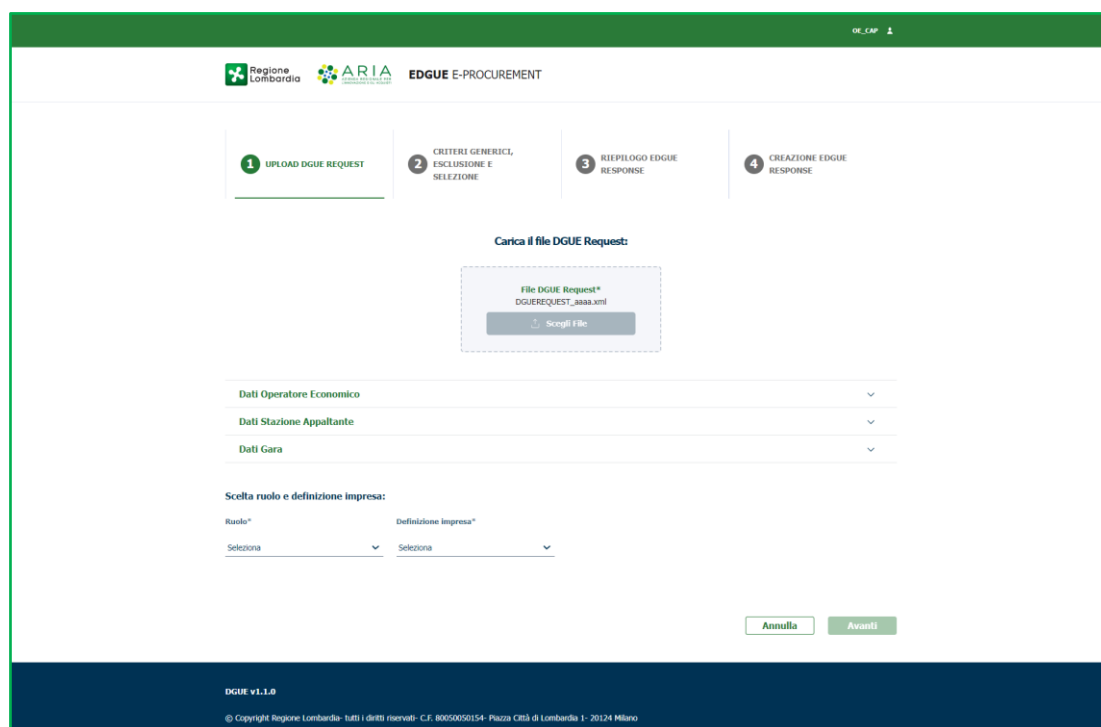 OE_CAP
Regione
Lombardia
ARIA
EDGUE E-PROCUREMENT
1 UPLOAD DGUE REQUEST
2 CRITERI GENERICI,
ESCLUSIONE E
SELEZIONE
3 RIEPILOGO EDGUE
RESPONSE
4 CREAZIONE EDGUE
RESPONSE
Carica il file DGUE Request:
File DGUE Request*
DGUEREQUEST_aaaa.xml
Scegli File
Dati Operatore Economico
Dati Stazione Appaltante
Dati Gara
Scelta ruolo e definizione impresa:
Ruolo* Definizione impresa*
Seleziona Seleziona
Annulla Avanti
DGUE v1.1.0
© Copyright Regione Lombardia- tutti i diritti riservati- C.F. 80050050154- Piazza Città di Lombardia 1- 20124 Milano